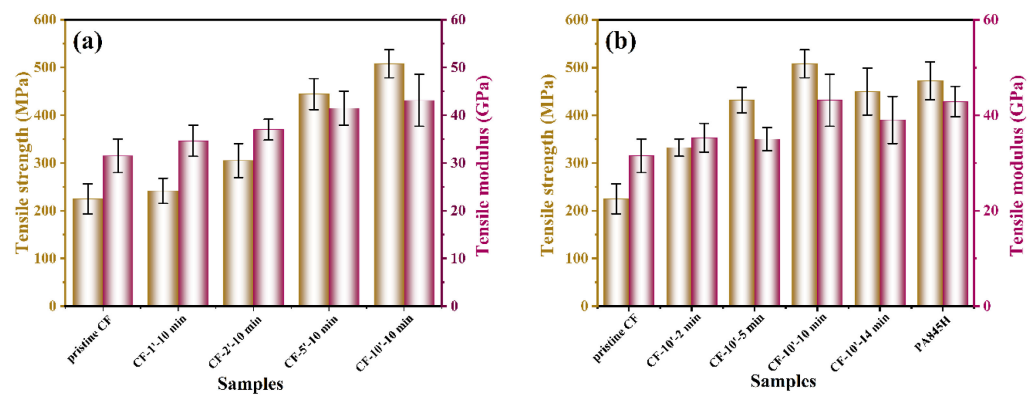 (a)
Tensile strength (MPa)
600
500
400
300
200
100
0
60
50
40
30
20
10
0
Tensile modulus (GPa)
pristine CF
CF-1'-10 min
CF-2'-10 min
CF-5'-10 min
CF-10'-10 min
Samples
(b)
Tensile strength (MPa)
600
500
400
300
200
100
0
60
40
20
0
Tensile modulus (GPa)
pristine CF
CF-10'-2 min
CF-10'-5 min
CF-10'-10 min
CF-10'-14 min
PA845H
Samples